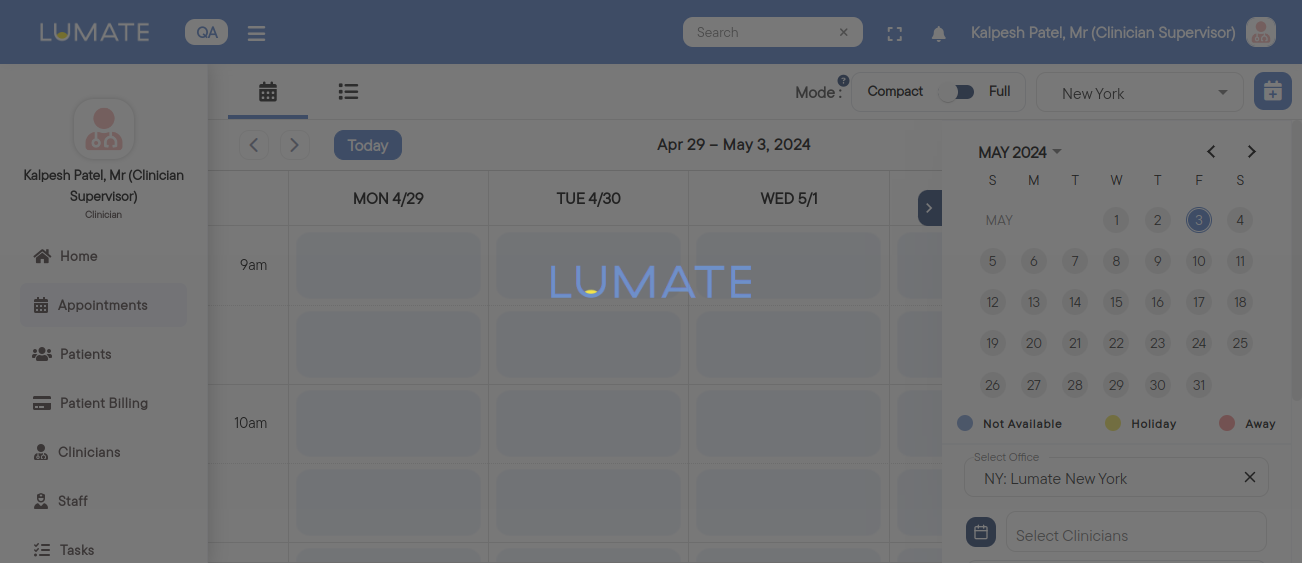 LUMATE QA Search Kalpesh Patel, Mr (Clinician Supervisor)
Mode : ? Compact Full New York
Kalpesh Patel, Mr (Clinician
Supervisor)
Clinician
Home
Appointments
Patients
Patient Billing
Clinicians
Staff
Tasks
Today Apr 29 – May 3, 2024
MON 4/29 TUE 4/30 WED 5/1
9am
10am
LUMATE
MAY 2024
S M T W T F S
MAY 1 2 3 4
5 6 7 8 9 10 11
12 13 14 15 16 17 18
19 20 21 22 23 24 25
26 27 28 29 30 31
Not Available Holiday Away
Select Office
NY: Lumate New York
Select Clinicians